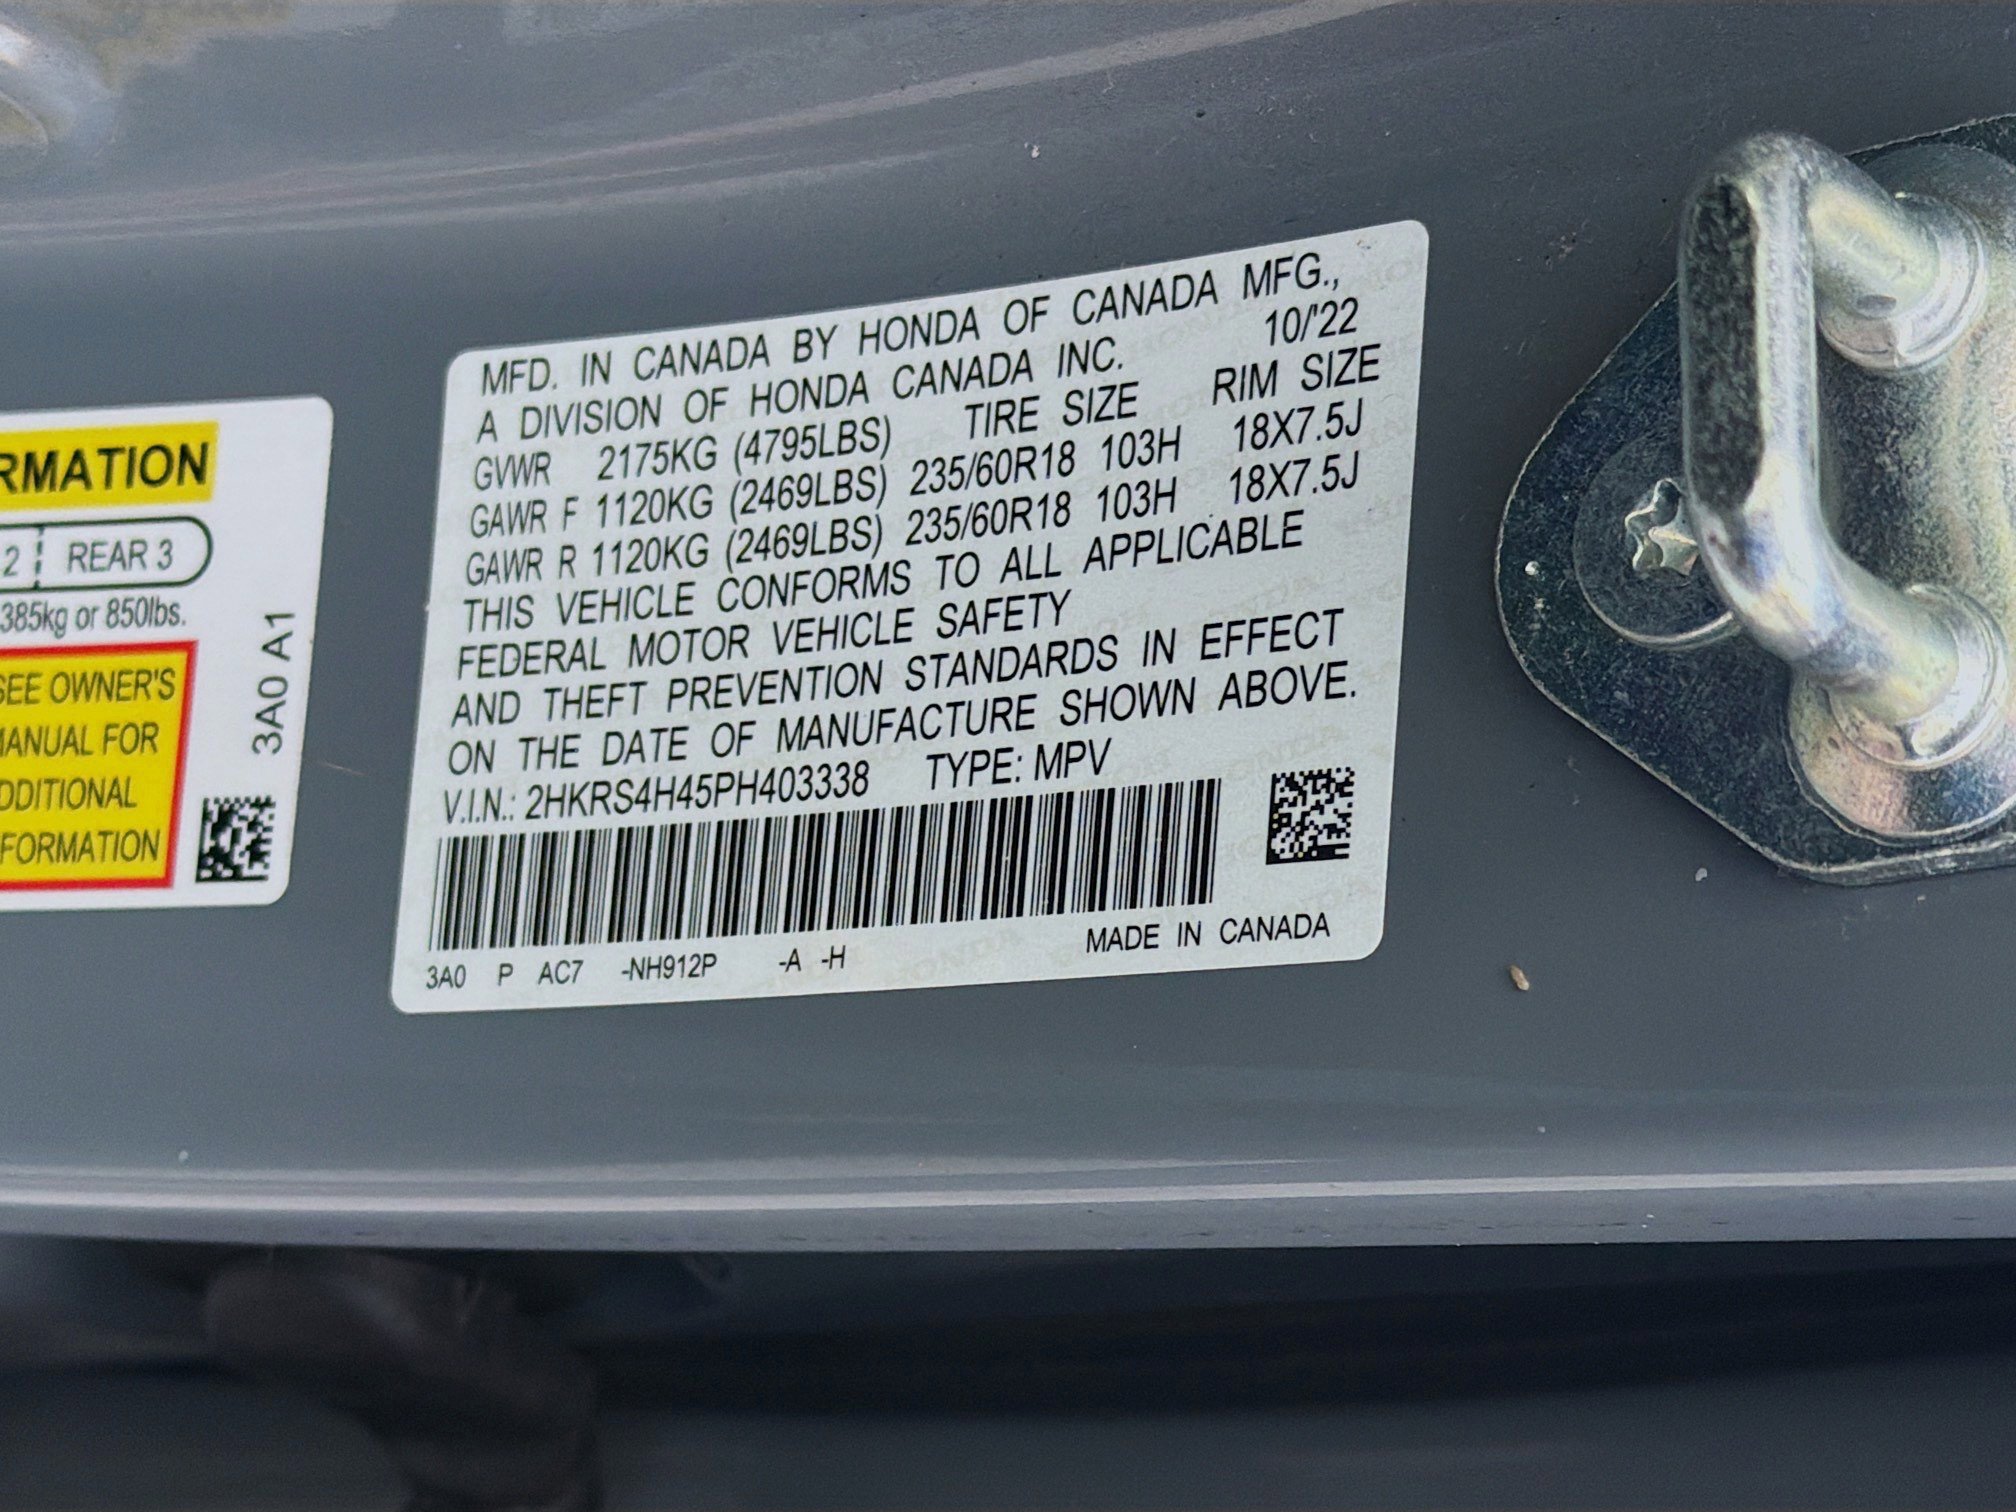 RMATION
2 REAR 3
385kg or 850lbs.
SEE OWNER'S
MANUAL FOR
ADDITIONAL
FORMATION
3A0 A1
MFD. IN CANADA BY HONDA OF CANADA MFG.,
A DIVISION OF HONDA CANADA INC. 10/'22
GVWR 2175KG (4795LBS) TIRE SIZE RIM SIZE
GAWR F 1120KG (2469LBS) 235/60R18 103H 18X7.5J
GAWR R 1120KG (2469LBS) 235/60R18 103H 18X7.5J
THIS VEHICLE CONFORMS TO ALL APPLICABLE
FEDERAL MOTOR VEHICLE SAFETY
AND THEFT PREVENTION STANDARDS IN EFFECT
ON THE DATE OF MANUFACTURE SHOWN ABOVE.
V.I.N.: 2HKRS4H45PH403338 TYPE: MPV
3A0 P AC7 -NH912P -A -H MADE IN CANADA